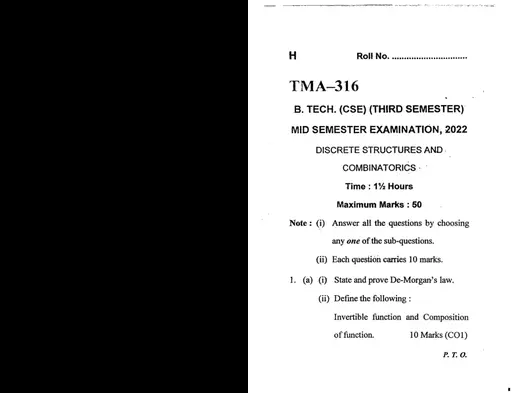 H Roll No. ..............................
TMA–316
B. TECH. (CSE) (THIRD SEMESTER)
MID SEMESTER EXAMINATION, 2022
DISCRETE STRUCTURES AND
COMBINATORICS
Time : 1½ Hours
Maximum Marks : 50
Note : (i) Answer all the questions by choosing
any one of the sub-questions.
(ii) Each question carries 10 marks.
1. (a) (i) State and prove De-Morgan's law.
(ii) Define the following :
Invertible function and Composition
of function. 10 Marks (CO1)
P. T. O.